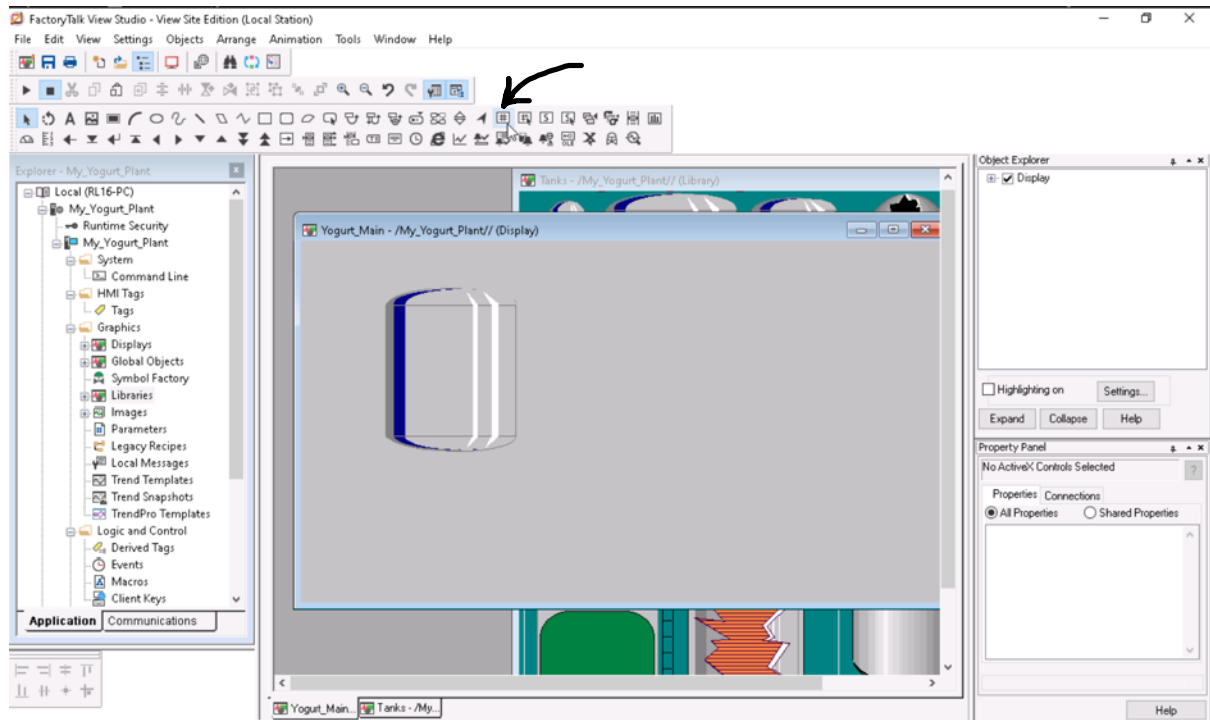 FactoryTalk View Studio - View Site Edition (Local Station)
File Edit View Settings Objects Arrange Animation Tools Window Help
Explorer - My_Yogurt_Plant
Local (RL16-PC)
My_Yogurt_Plant
Runtime Security
My_Yogurt_Plant
System
Command Line
HMI Tags
Tags
Graphics
Displays
Global Objects
Symbol Factory
Libraries
Images
Parameters
Legacy Recipes
Local Messages
Trend Templates
Trend Snapshots
TrendPro Templates
Logic and Control
Derived Tags
Events
Macros
Client Keys
Application Communications
Tanks - /My_Yogurt_Plant// (Library)
Yogurt_Main - /My_Yogurt_Plant// (Display)
Yogurt_Main... Tanks - /My...
Object Explorer
Display
Highlighting on Settings...
Expand Collapse Help
Property Panel
No ActiveX Controls Selected ?
Properties Connections
All Properties Shared Properties
Help